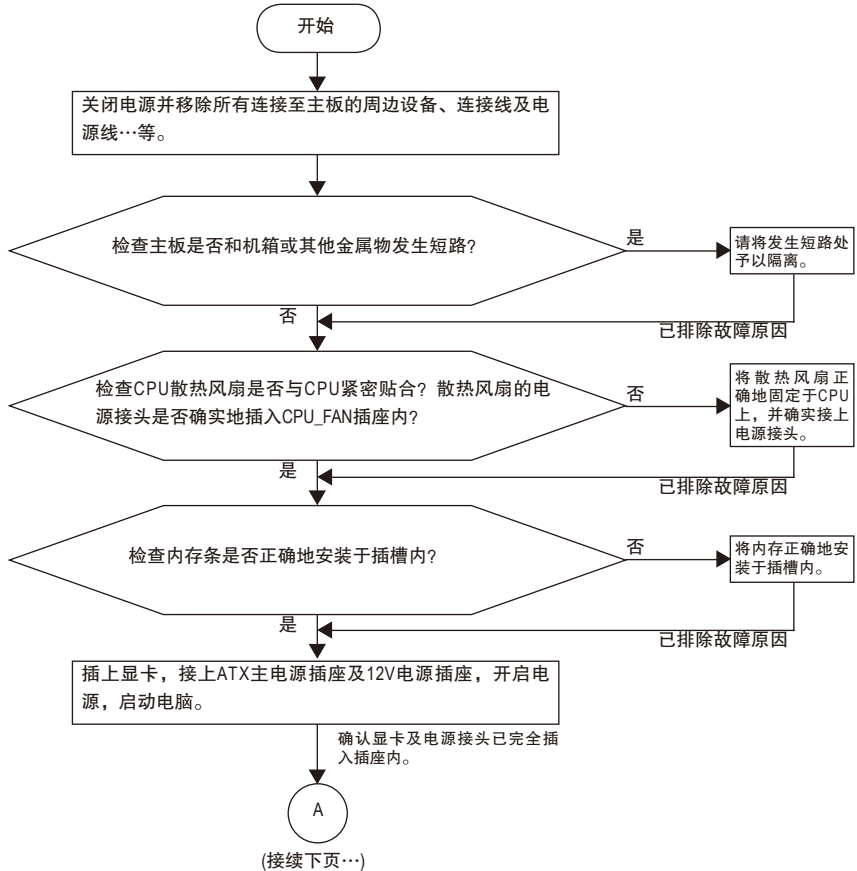 开始
关闭电源并移除所有连接至主板的周边设备、连接线及电
源线…等。
检查主板是否和机箱或其他金属物发生短路?
是
请将发生短路处
予以隔离。
否
已排除故障原因
检查CPU散热风扇是否与CPU紧密贴合? 散热风扇的电
源接头是否确实地插入CPU_FAN插座内?
否
将散热风扇正
确地固定于CPU
上，并确实接上
电源接头。
是
已排除故障原因
检查内存条是否正确地安装于插槽内?
否
将内存正确地安
装于插槽内。
是
已排除故障原因
插上显卡，接上ATX主电源插座及12V电源插座，开启电
源，启动电脑。
确认显卡及电源接头已完全插
入插座内。
A
(接续下页…)